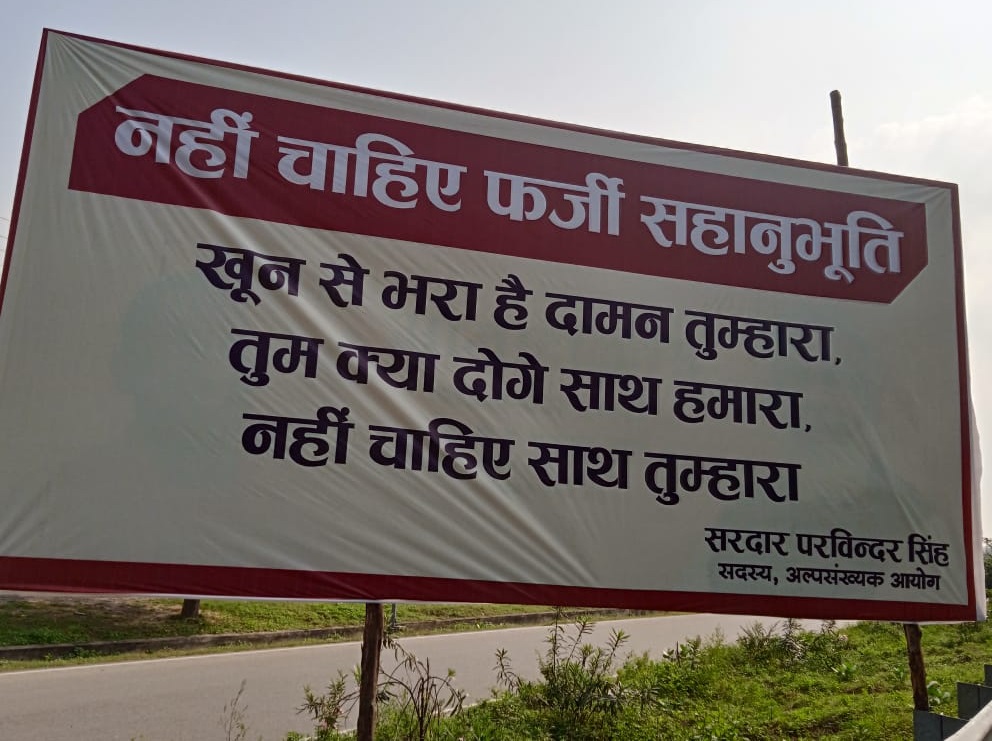 नहीं चाहिए फर्जी सहानुभूति
खून से भरा है दामन तुम्हारा,
तुम क्या दोगे साथ हमारा,
नहीं चाहिए साथ तुम्हारा
सरदार परविन्दर सिंह
सदस्य, अल्पसंख्यक आयोग